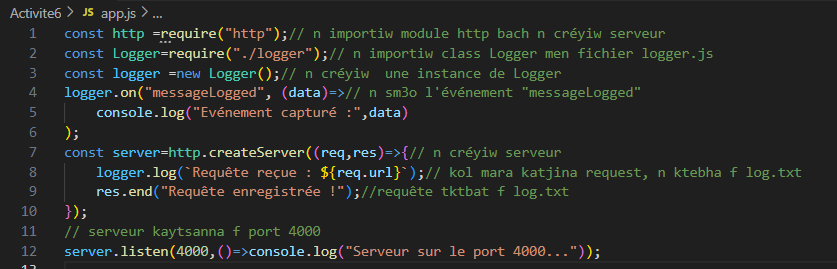 Activite6 > JS app.js > ...
1 const http =require("http");// n importiw module http bach n créyiw serveur
2 const Logger=require("./logger");// n importiw class Logger men fichier logger.js
3 const logger =new Logger();// n créyiw  une instance de Logger
4 logger.on("messageLogged", (data)=>// n sm3o l'événement "messageLogged"
5     console.log("Evénement capturé :",data)
6 );
7 const server=http.createServer((req,res)=>{// n créyiw serveur
8     logger.log(`Requête reçue : ${req.url}`);// kol mara katjina request, n ktebha f log.txt
9     res.end("Requête enregistrée !");//requête tktbat f log.txt
10 });
11 // serveur kaytsanna f port 4000
12 server.listen(4000,()=>console.log("Serveur sur le port 4000..."));